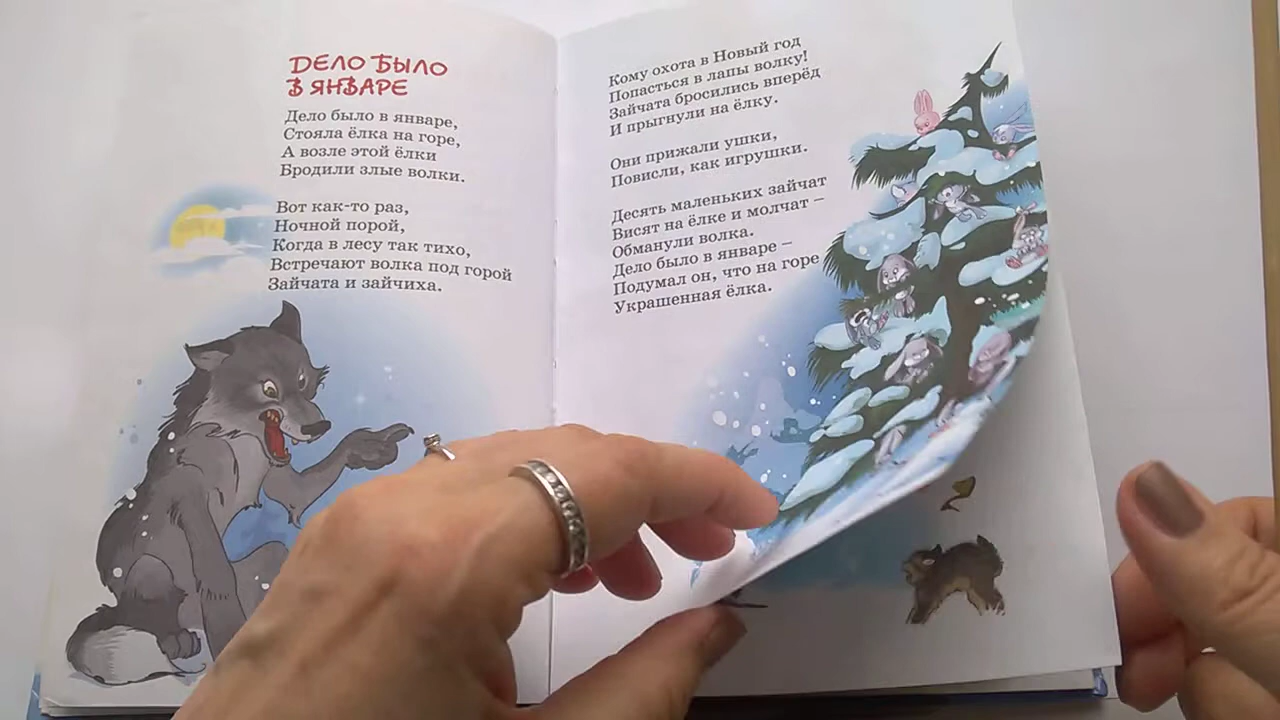 ДЕЛО БЫЛО
В ЯНВАРЕ
Дело было в январе,
Стояла ёлка на горе,
А возле этой ёлки
Бродили злые волки.
Вот как-то раз,
Ночной порой,
Когда в лесу так тихо,
Встречают волка под горой
Зайчата и зайчиха.
Кому охота в Новый год
Попасться в лапы волку!
Зайчата бросились вперёд
И прыгнули на ёлку.
Они прижали ушки,
Повисли, как игрушки.
Десять маленьких зайчат
Висят на ёлке и молчат –
Обманули волка.
Дело было в январе –
Подумал он, что на горе
Украшенная ёлка.